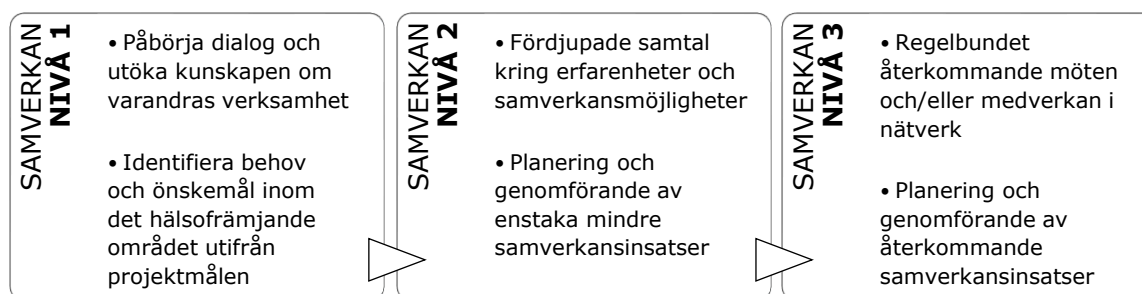 SAMVERKAN
NIVÅ 1
• Påbörja dialog och
utöka kunskapen om
varandras verksamhet
• Identifiera behov
och önskemål inom
det hälsofrämjande
området utifrån
projektmålen
SAMVERKAN
NIVÅ 2
• Fördjupade samtal
kring erfarenheter och
samverkansmöjligheter
• Planering och
genomförande av
enstaka mindre
samverkansinsatser
SAMVERKAN
NIVÅ 3
• Regelbundet
återkommande möten
och/eller medverkan i
nätverk
• Planering och
genomförande av
återkommande
samverkansinsatser